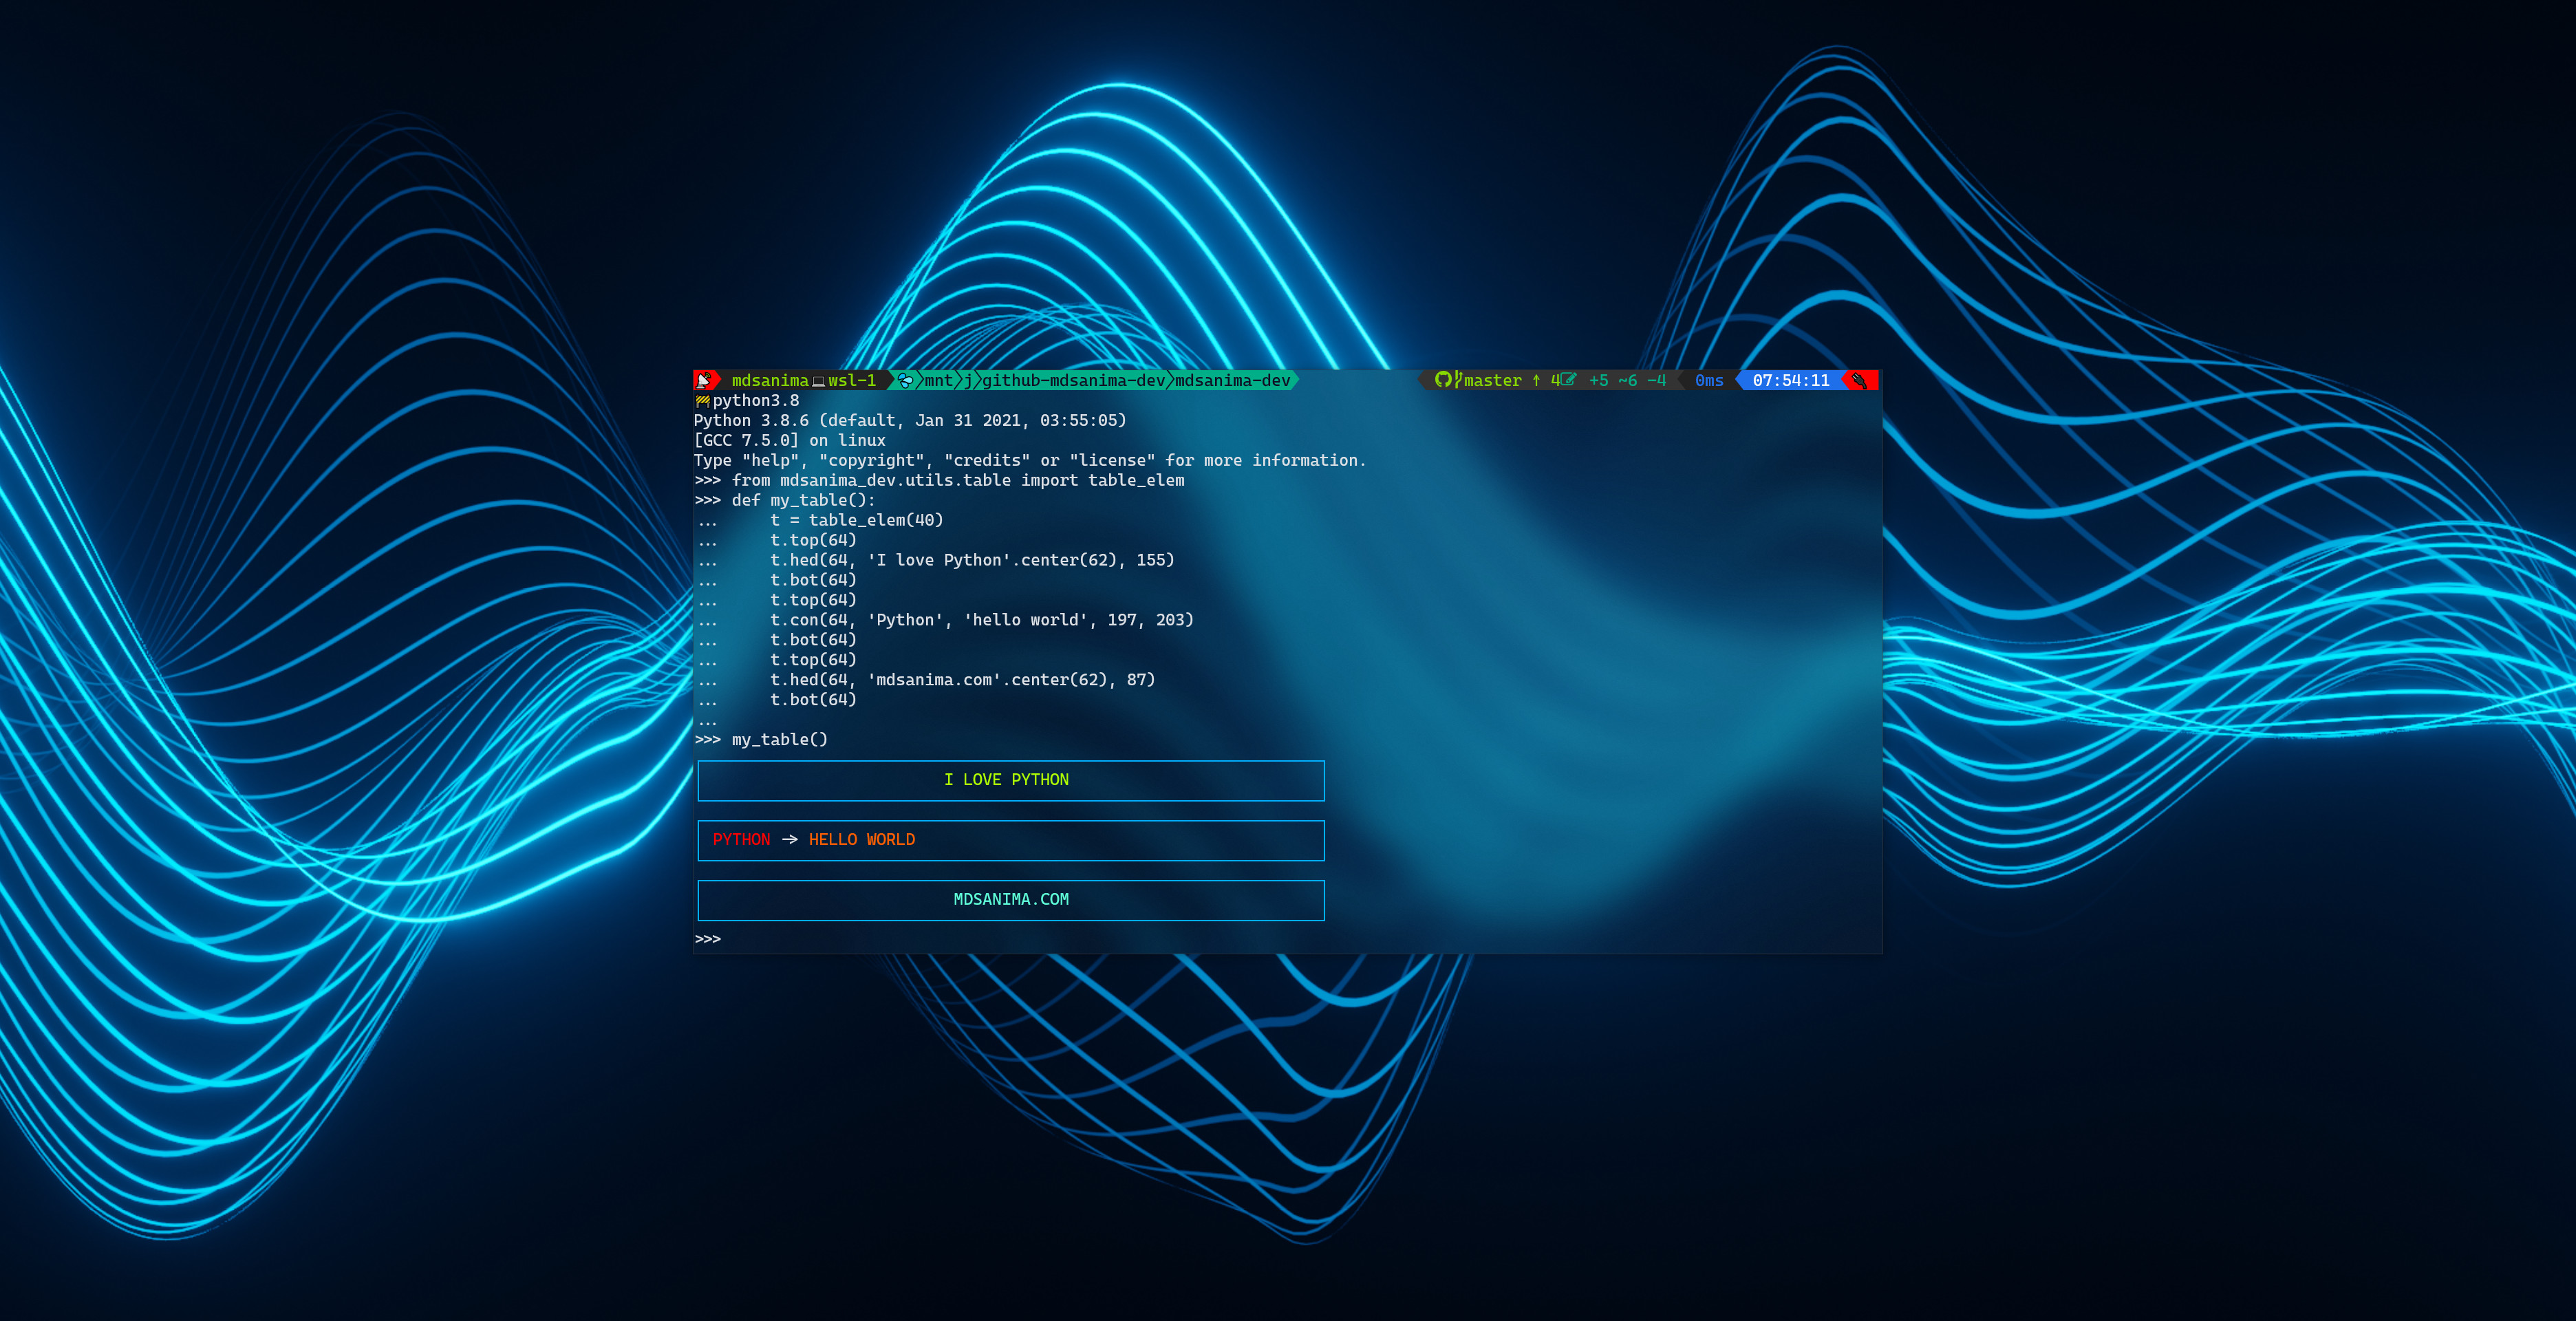 mdsanima wsl-1 mnt j github-mdsanima-dev mdsanima-dev master ↑ 4 +5 ~6 -4 0ms 07:54:11
python3.8
Python 3.8.6 (default, Jan 31 2021, 03:55:05)
[GCC 7.5.0] on linux
Type "help", "copyright", "credits" or "license" for more information.
>>> from mdsanima_dev.utils.table import table_elem
>>> def my_table():
...     t = table_elem(40)
...     t.top(64)
...     t.hed(64, 'I love Python'.center(62), 155)
...     t.bot(64)
...     t.top(64)
...     t.con(64, 'Python', 'hello world', 197, 203)
...     t.bot(64)
...     t.top(64)
...     t.hed(64, 'mdsanima.com'.center(62), 87)
...     t.bot(64)
...
>>> my_table()
I LOVE PYTHON
PYTHON -> HELLO WORLD
MDSANIMA.COM
>>>